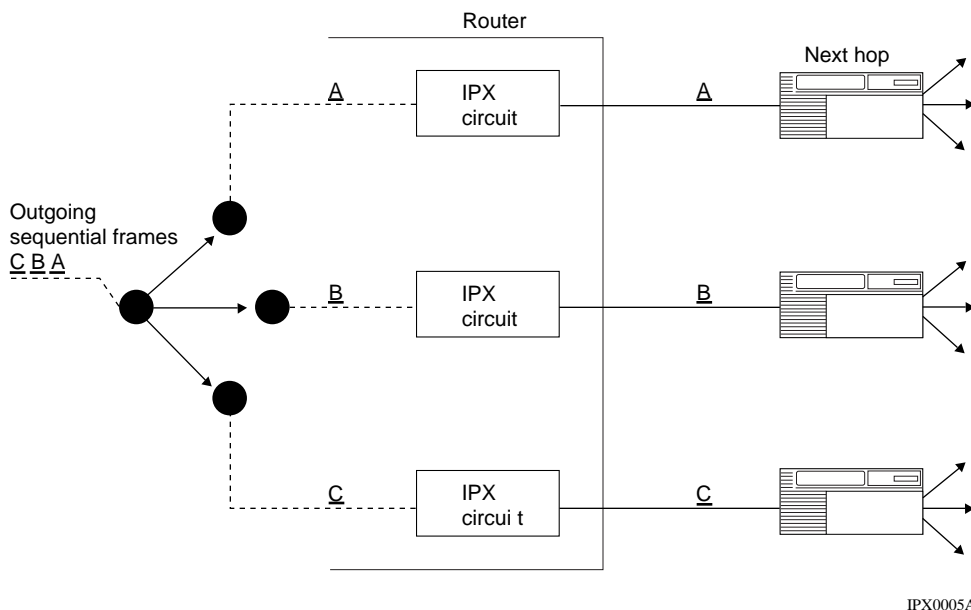 Router
Next hop
A
IPX
circuit
A
Outgoing
sequential frames
C B A
B
IPX
circuit
B
C
IPX
circui t
C
IPX0005A